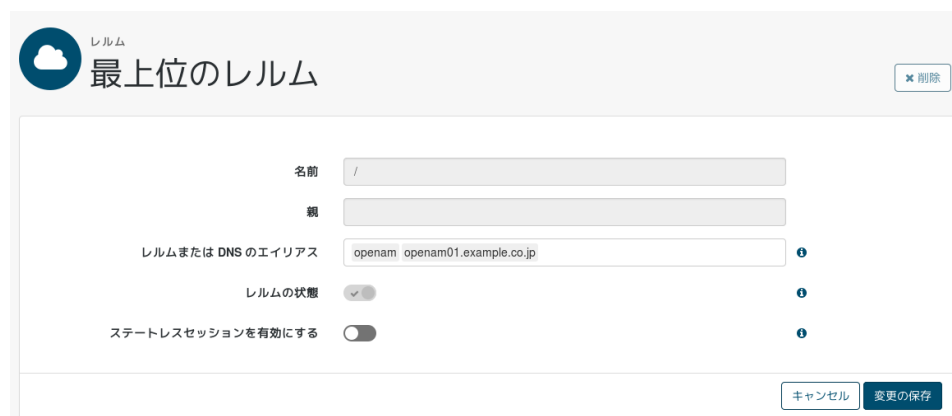 レルム
最上位のレルム
削除
名前 /
親
レルムまたは DNS のエイリアス openam openam01.example.co.jp
レルムの状態
ステートレスセッションを有効にする
キャンセル 変更の保存